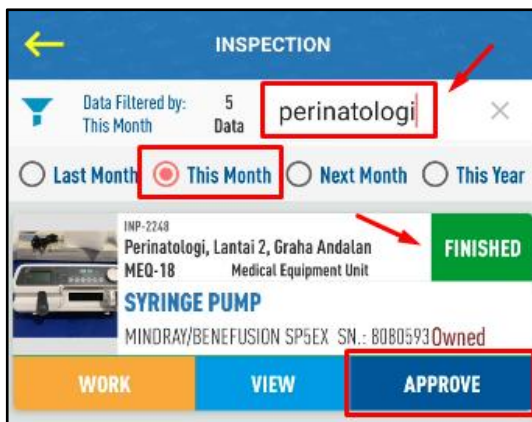 INSPECTION
Data Filtered by: 5 perinatologi
This Month Data
Last Month This Month Next Month This Year
INP-2248
Perinatologi, Lantai 2, Graha Andalan
MEQ-18 Medical Equipment Unit
FINISHED
SYRINGE PUMP
MINDRAY/BENEFUSION SP5EX SN.: 8080593 Owned
WORK VIEW APPROVE